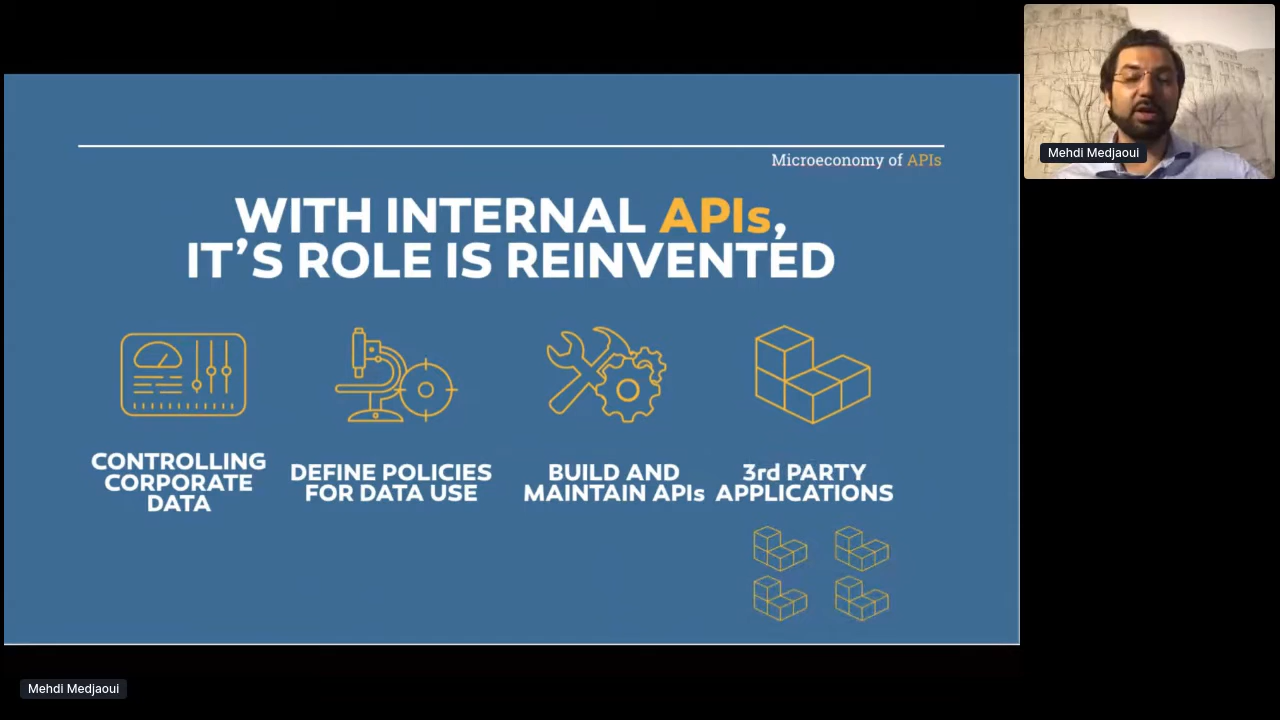 Microeconomy of APIs
WITH INTERNAL APIs,
IT'S ROLE IS REINVENTED
CONTROLLING
CORPORATE
DATA
DEFINE POLICIES
FOR DATA USE
BUILD AND
MAINTAIN APIs
3rd PARTY
APPLICATIONS
Mehdi Medjaoui
Mehdi Medjaoui